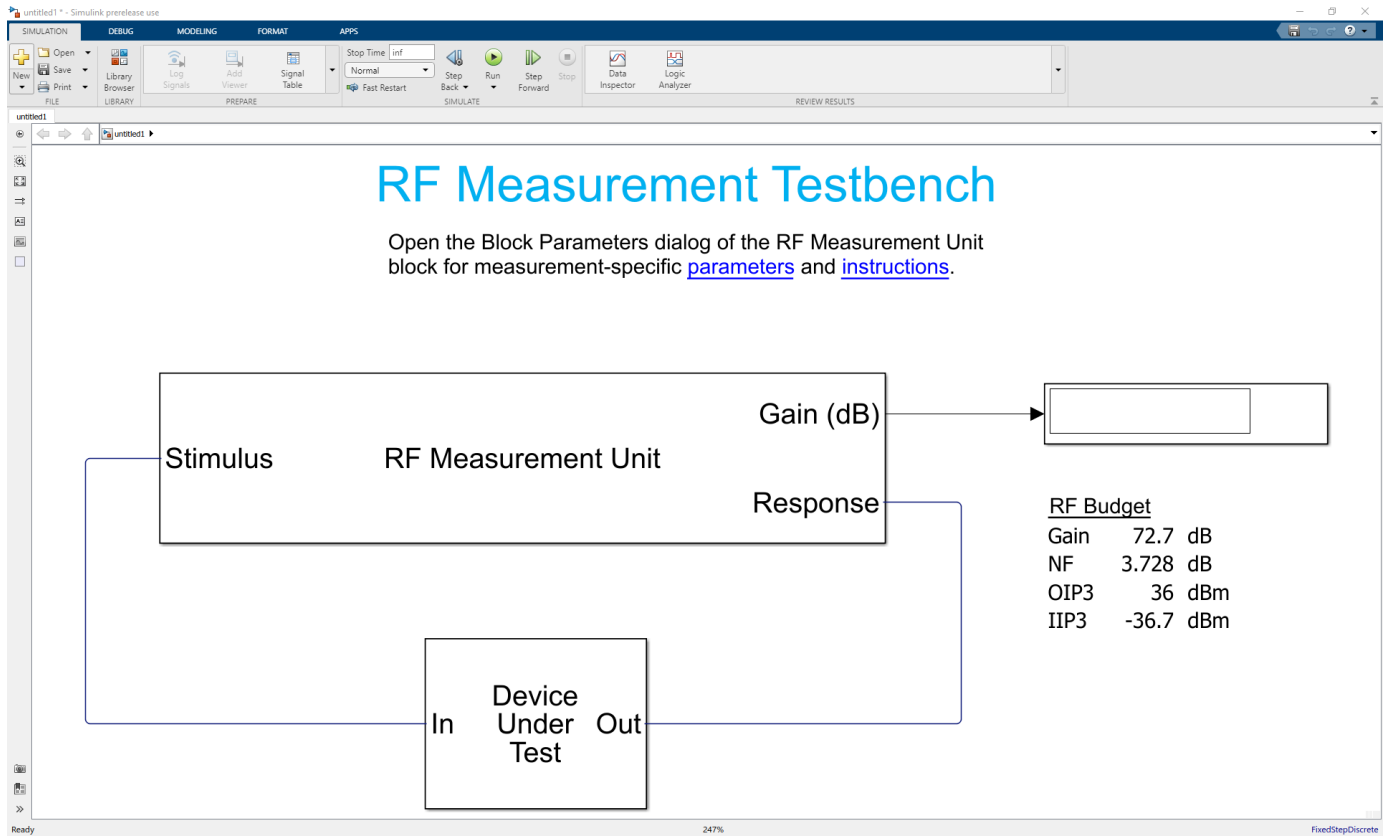 untitled1 * - Simulink prerelease use
SIMULATION DEBUG MODELING FORMAT APPS
New
Open
Save
Print
FILE
Library Browser
LIBRARY
Log Signals
Add Viewer
Signal Table
PREPARE
Stop Time inf
Normal
Fast Restart
Step Back
Run
Step Forward
Stop
SIMULATE
Data Inspector
Logic Analyzer
REVIEW RESULTS
untitled1
untitled1
RF Measurement Testbench
Open the Block Parameters dialog of the RF Measurement Unit
block for measurement-specific parameters and instructions.
Gain (dB)
Stimulus RF Measurement Unit
Response
RF Budget
Gain 72.7 dB
NF 3.728 dB
OIP3 36 dBm
IIP3 -36.7 dBm
Device
In Under Out
Test
Ready 247% FixedStepDiscrete